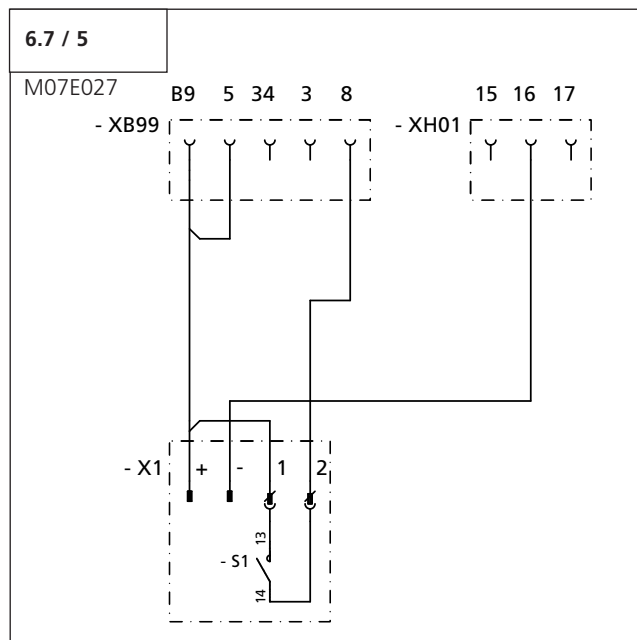 6.7 / 5
M07E027
B9 5 34 3 8 15 16 17
- XB99 - XH01
- X1 + - 1 2
13
- S1
14